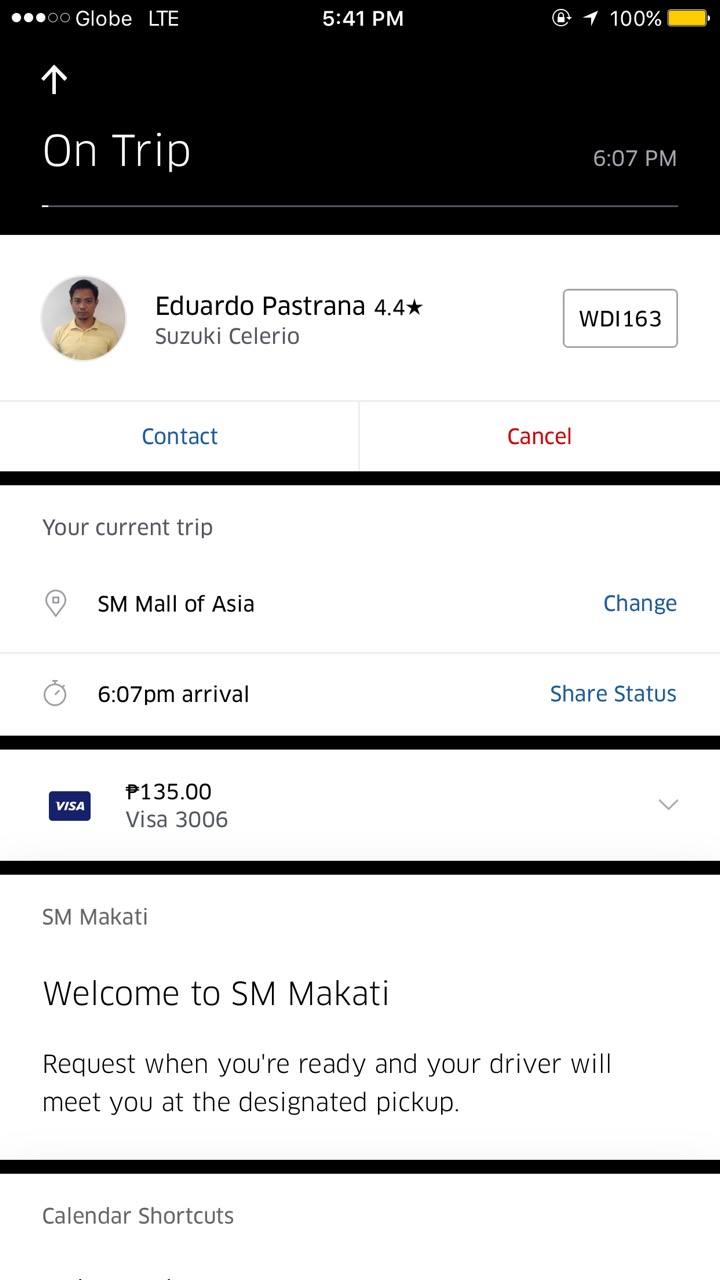 Globe LTE 5:41 PM 100%
On Trip
6:07 PM
Eduardo Pastrana 4.4★
Suzuki Celerio
WDI163
Contact
Cancel
Your current trip
SM Mall of Asia
Change
6:07pm arrival
Share Status
VISA
₱135.00
Visa 3006
SM Makati
Welcome to SM Makati
Request when you're ready and your driver will
meet you at the designated pickup.
Calendar Shortcuts